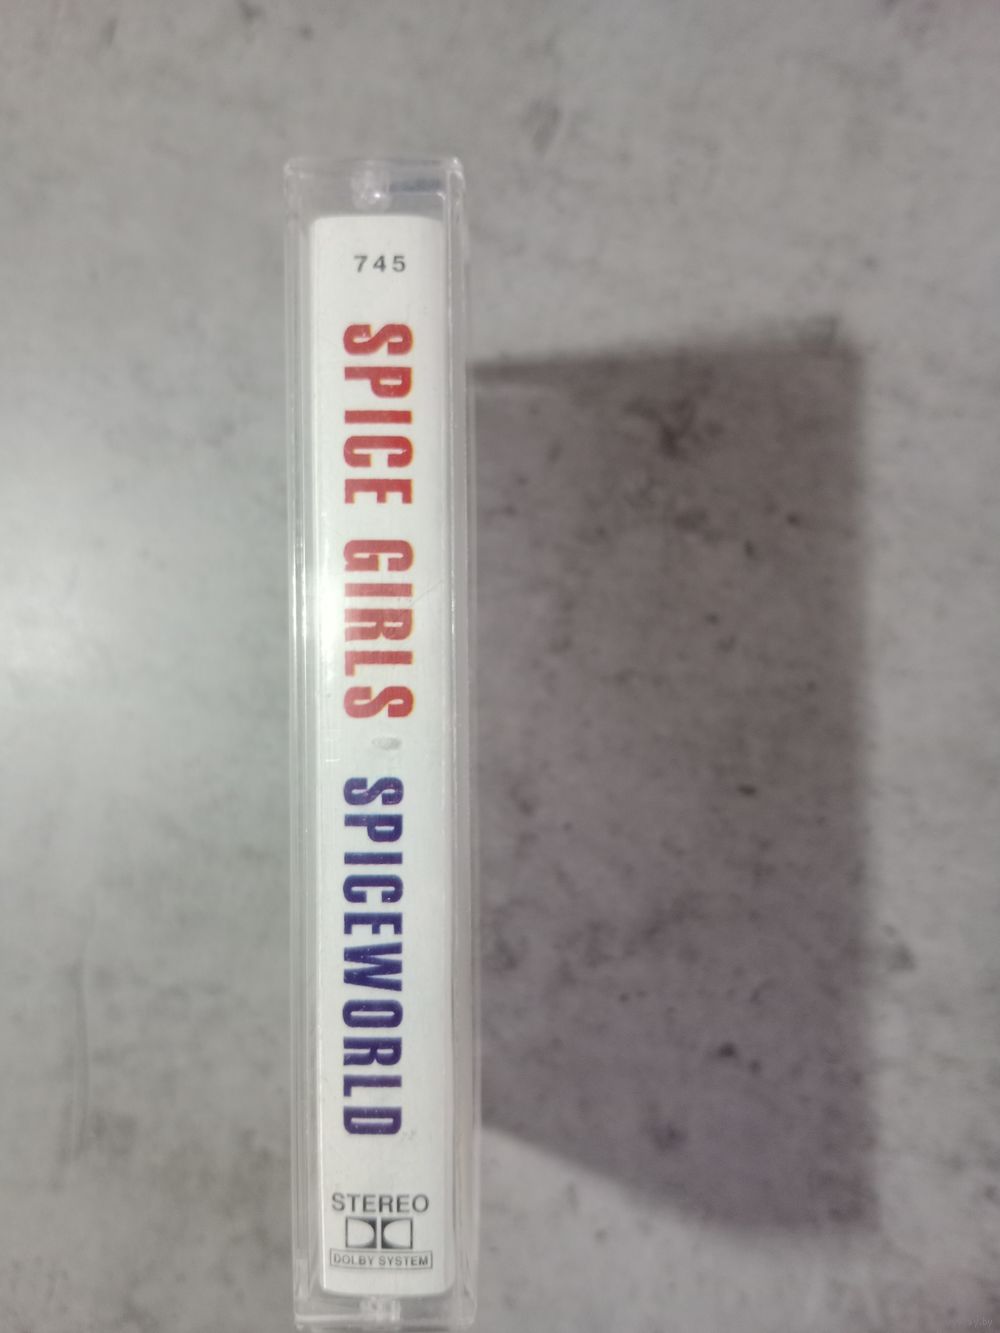 745
SPICE GIRLS
SPICEWORLD
STEREO
DOLBY SYSTEM